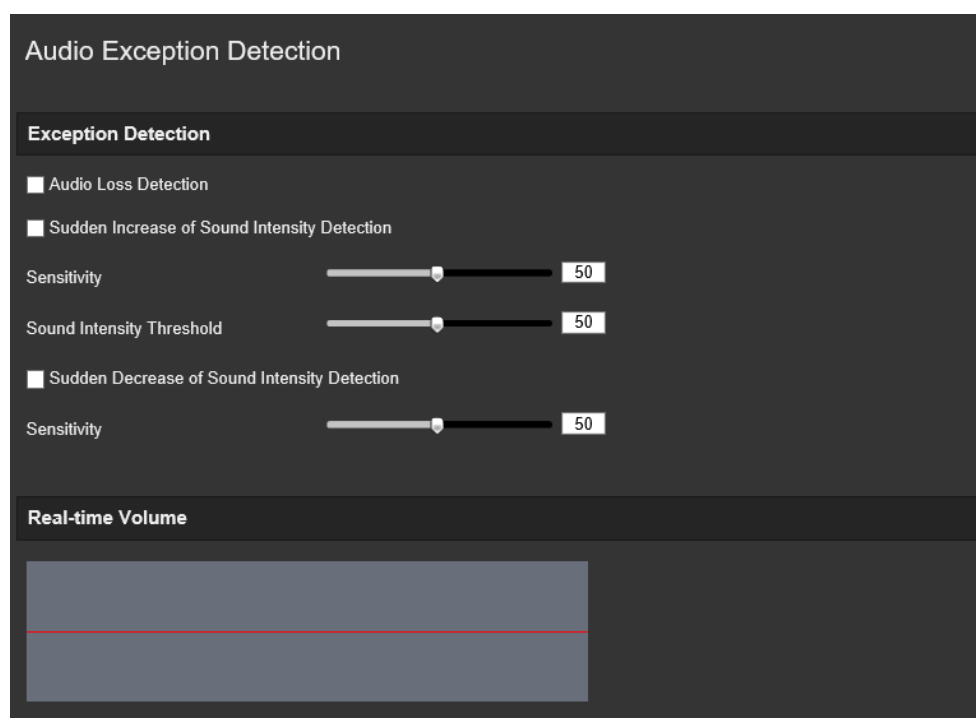 Audio Exception Detection
Exception Detection
Audio Loss Detection
Sudden Increase of Sound Intensity Detection
Sensitivity 50
Sound Intensity Threshold 50
Sudden Decrease of Sound Intensity Detection
Sensitivity 50
Real-time Volume